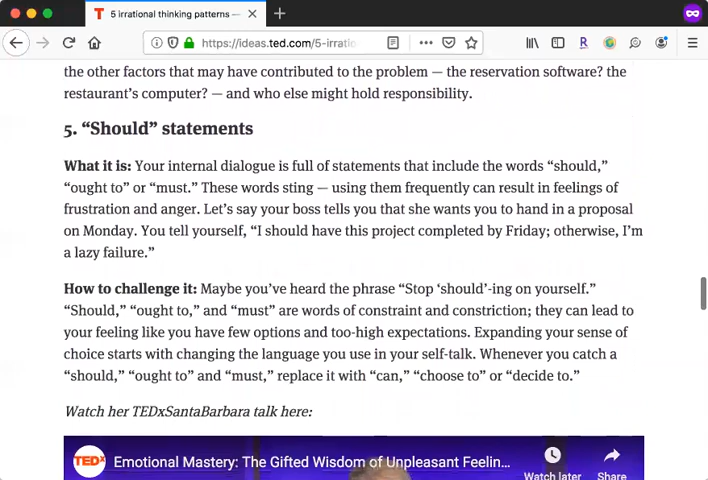 5 irrational thinking patterns —
https://ideas.ted.com/5-irratio
the other factors that may have contributed to the problem — the reservation software? the
restaurant’s computer? — and who else might hold responsibility.
5. “Should” statements
What it is: Your internal dialogue is full of statements that include the words “should,”
“ought to” or “must.” These words sting — using them frequently can result in feelings of
frustration and anger. Let’s say your boss tells you that she wants you to hand in a proposal
on Monday. You tell yourself, “I should have this project completed by Friday; otherwise, I’m
a lazy failure.”
How to challenge it: Maybe you’ve heard the phrase “Stop ‘should’-ing on yourself.”
“Should,” “ought to,” and “must” are words of constraint and constriction; they can lead to
your feeling like you have few options and too-high expectations. Expanding your sense of
choice starts with changing the language you use in your self-talk. Whenever you catch a
“should,” “ought to” and “must,” replace it with “can,” “choose to” or “decide to.”
Watch her TEDxSantaBarbara talk here:
TEDx Emotional Mastery: The Gifted Wisdom of Unpleasant Feelin...
Watch later Share